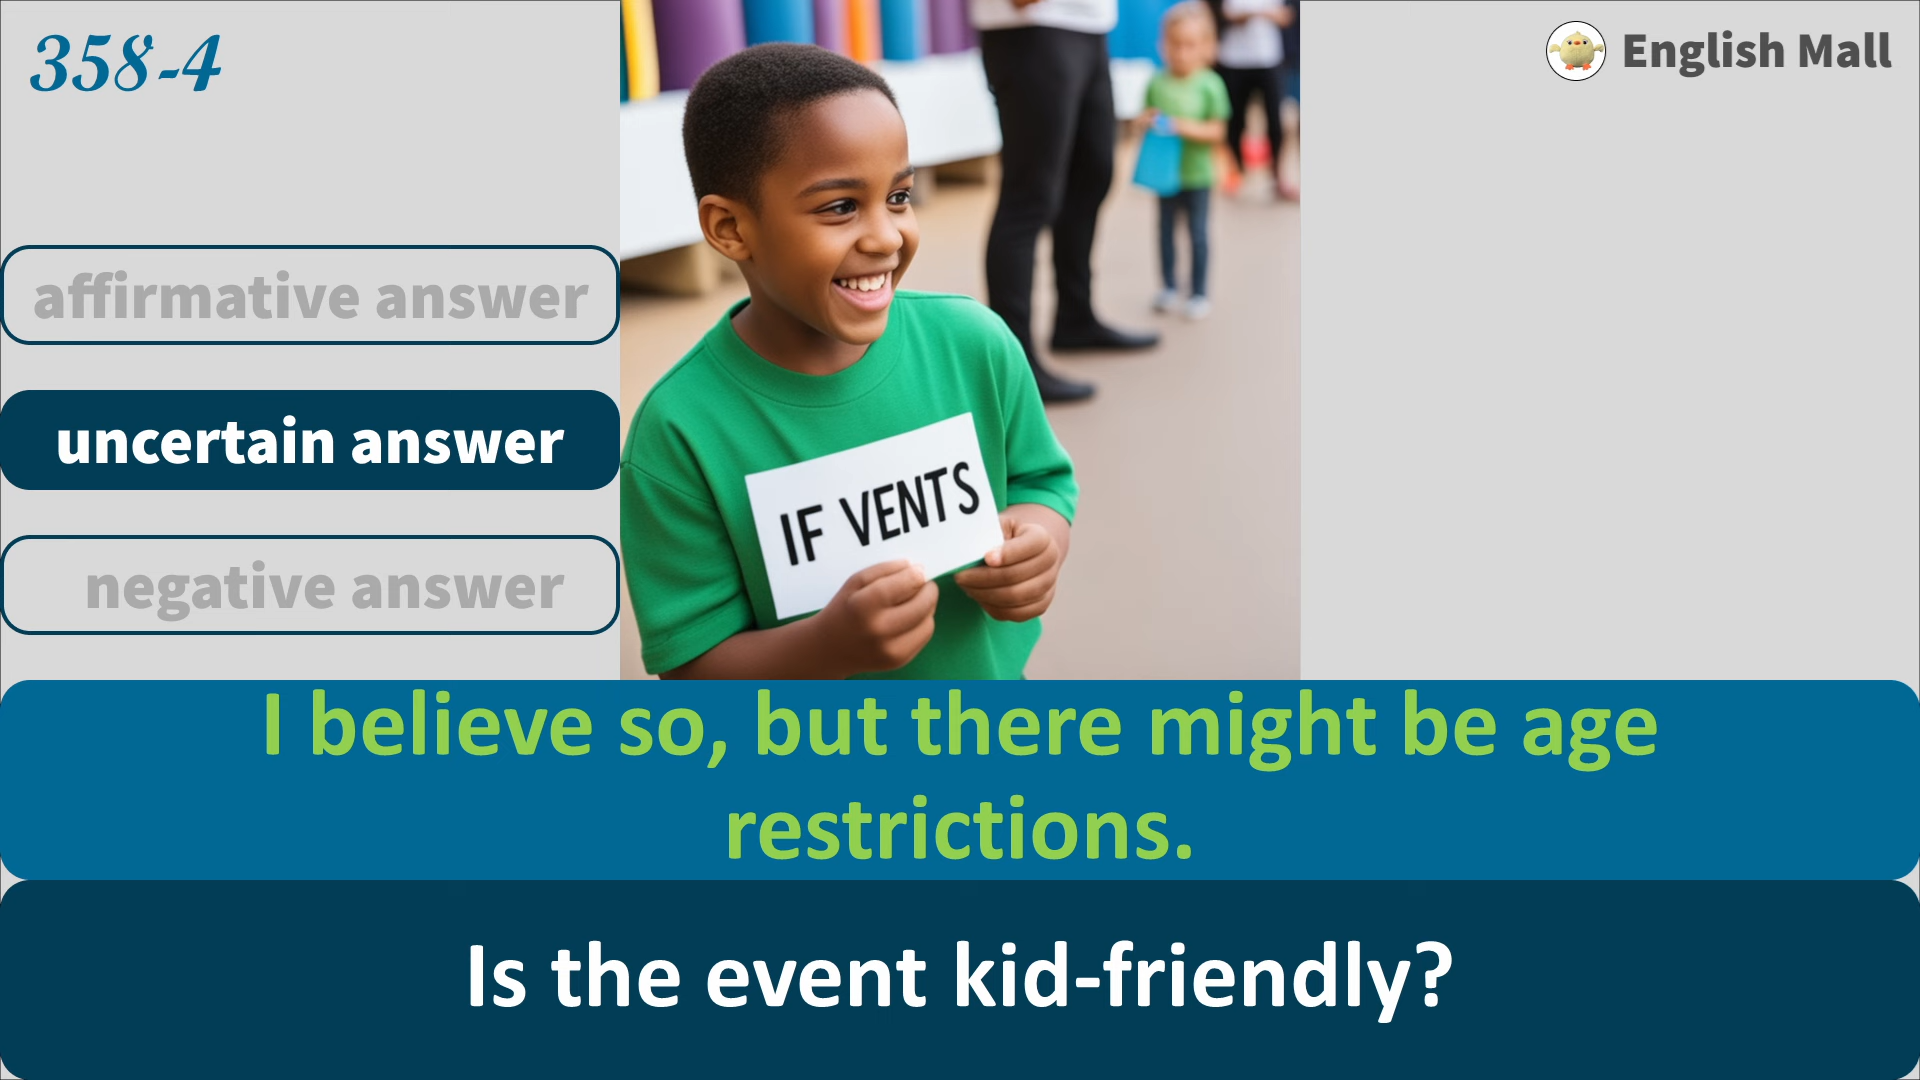 358-4
English Mall
affirmative answer
uncertain answer
negative answer
IF VENTS
I believe so, but there might be age
restrictions.
Is the event kid-friendly?